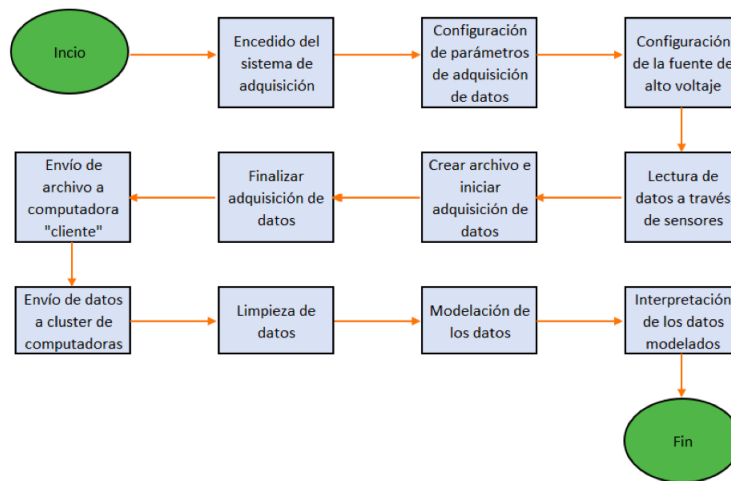 Incio
Encedido del
sistema de
adquisición
Configuración
de parámetros
de adquisición
de datos
Configuración
de la fuente de
alto voltaje
Lectura de
datos a través
de sensores
Crear archivo e
iniciar
adquisición de
datos
Finalizar
adquisición de
datos
Envío de
archivo a
computadora
"cliente"
Envío de datos
a cluster de
computadoras
Limpieza de
datos
Modelación de
los datos
Interpretación
de los datos
modelados
Fin